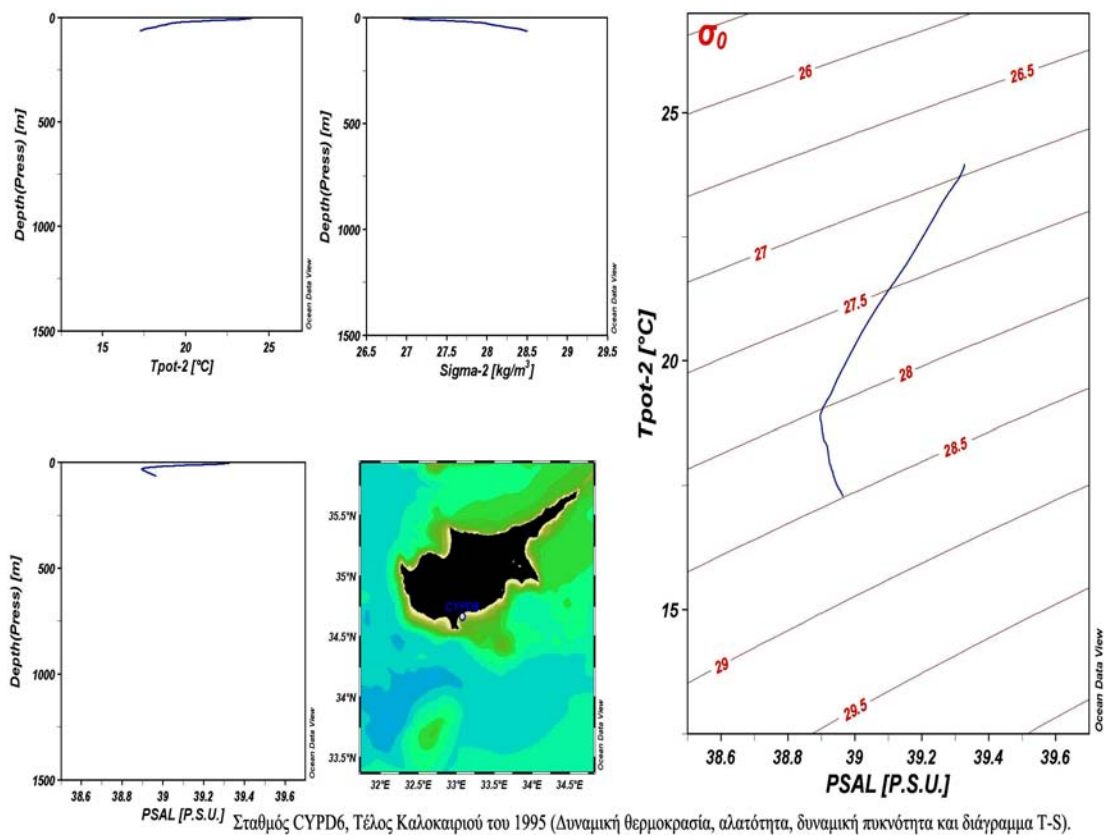 0
500
1000
1500
Depth(Press) [m]
15 20 25
Tpot-2 [°C]
Ocean Data View
0
500
1000
1500
Depth(Press) [m]
26.5 27 27.5 28 28.5 29 29.5
Sigma-2 [kg/m³]
Ocean Data View
σ₀
26
26.5
27
27.5
28
28.5
29
29.5
25
20
15
Tpot-2 [°C]
38.6 38.8 39 39.2 39.4 39.6
PSAL [P.S.U.]
Ocean Data View
0
500
1000
1500
Depth(Press) [m]
38.6 38.8 39 39.2 39.4 39.6
PSAL [P.S.U.]
Ocean Data View
35.5°N
35°N
34.5°N
34°N
33.5°N
CYPD6
32°E 32.5°E 33°E 33.5°E 34°E 34.5°E
Ocean Data View
Σταθμός CYPD6, Τέλος Καλοκαιριού του 1995 (Δυναμική θερμοκρασία, αλατότητα, δυναμική πυκνότητα και διάγραμμα T-S).